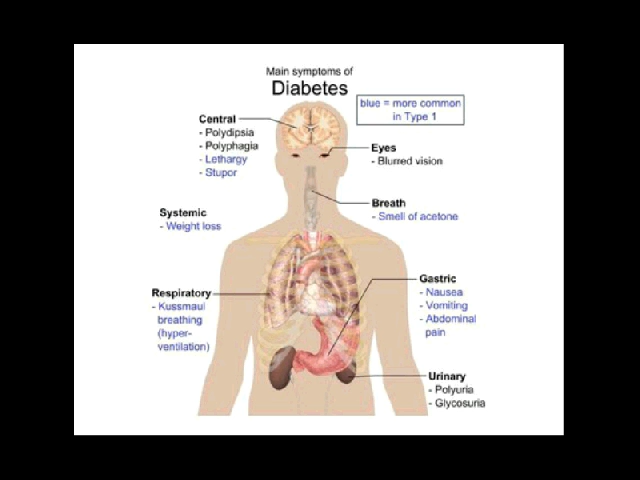 Main symptoms of
Diabetes
blue = more common
in Type 1
Central
- Polydipsia
- Polyphagia
- Lethargy
- Stupor
Eyes
- Blurred vision
Breath
- Smell of acetone
Systemic
- Weight loss
Respiratory
- Kussmaul
breathing
(hyper-
ventilation)
Gastric
- Nausea
- Vomiting
- Abdominal
pain
Urinary
- Polyuria
- Glycosuria